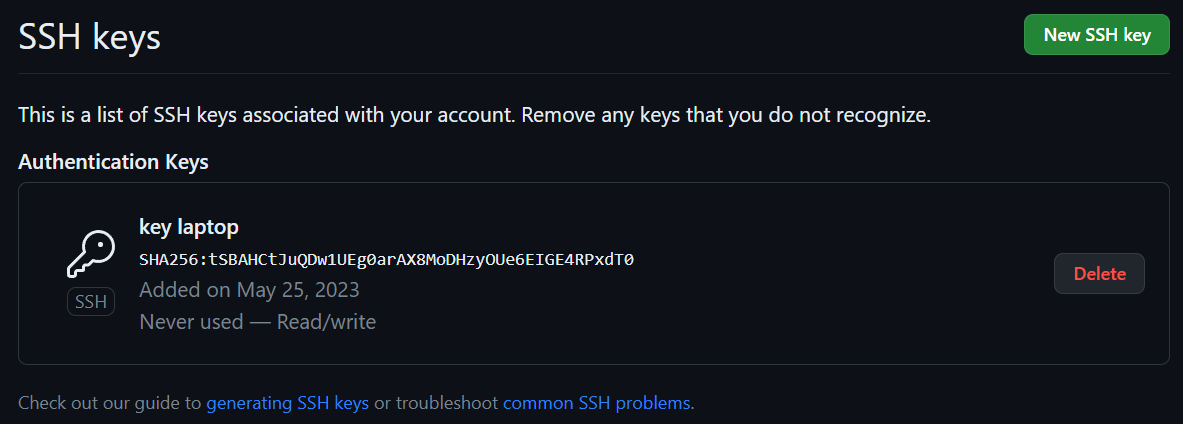 SSH keys
New SSH key
This is a list of SSH keys associated with your account. Remove any keys that you do not recognize.
Authentication Keys
key laptop
SHA256:tSBAHCtJuQDw1UEg0arAX8MoDHzyOUe6EIGE4RPxdT0
SSH
Added on May 25, 2023
Never used — Read/write
Delete
Check out our guide to generating SSH keys or troubleshoot common SSH problems.